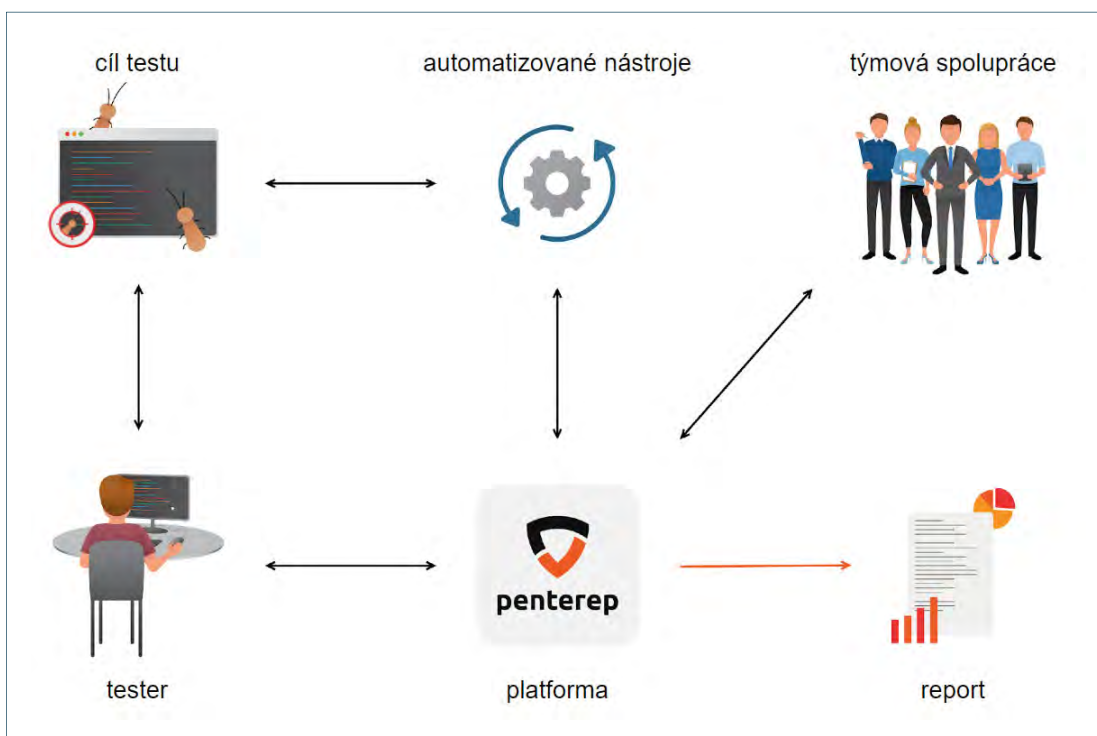 cíl testu
automatizované nástroje
týmová spolupráce
penterep
tester
platforma
report